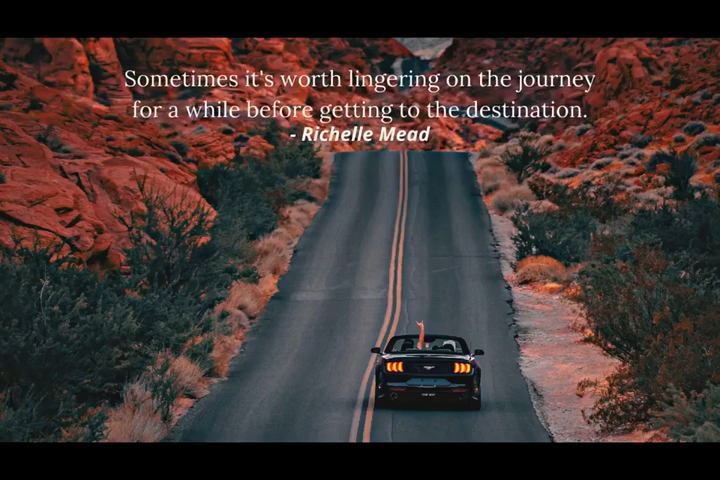 Sometimes it's worth lingering on the journey
for a while before getting to the destination.
- Richelle Mead